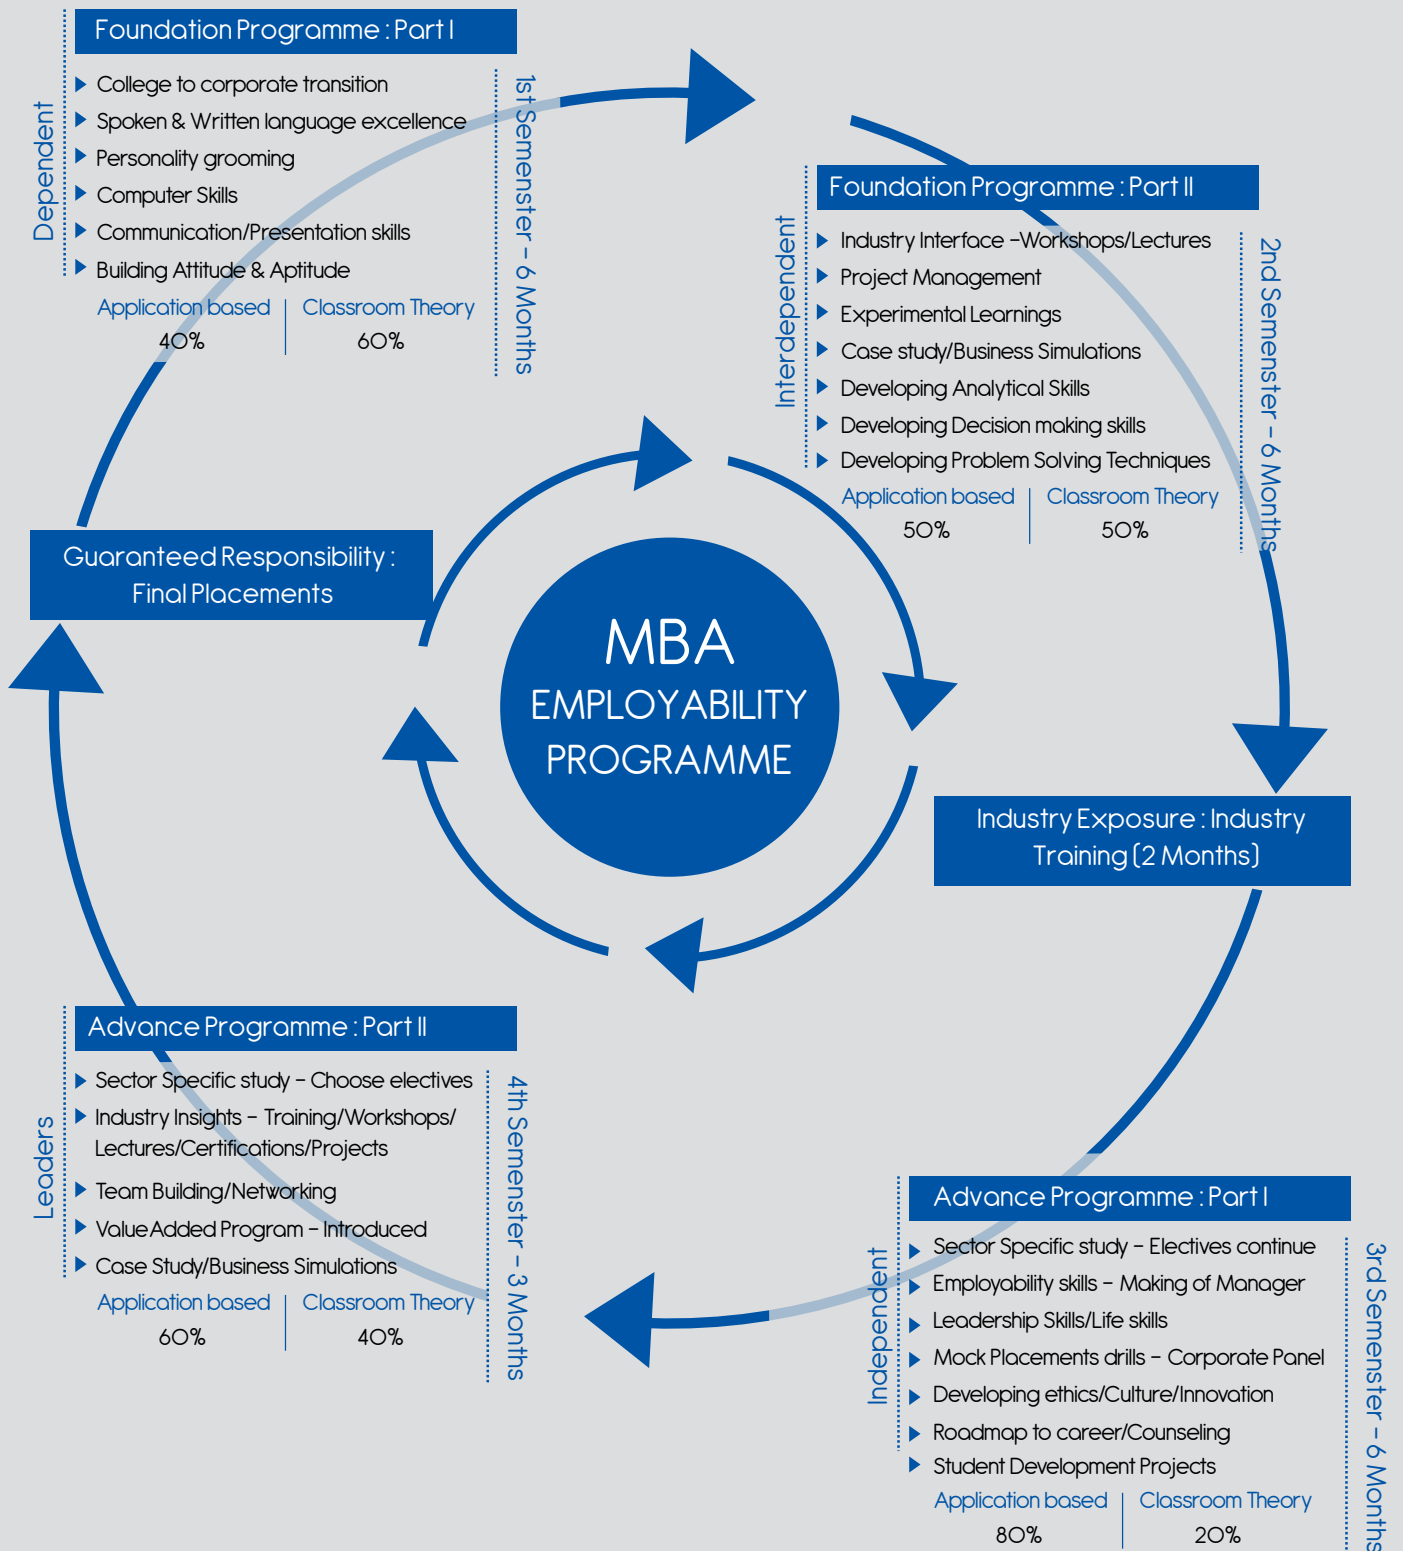 Foundation Programme : Part I
Dependent
College to corporate transition
Spoken & Written language excellence
Personality grooming
Computer Skills
Communication/Presentation skills
Building Attitude & Aptitude
Application based | Classroom Theory
40% 60%
1st Semenster – 6 Months
Foundation Programme : Part II
Interdependent
Industry Interface –Workshops/Lectures
Project Management
Experimental Learnings
Case study/Business Simulations
Developing Analytical Skills
Developing Decision making skills
Developing Problem Solving Techniques
Application based | Classroom Theory
50% 50%
2nd Semenster – 6 Months
Guaranteed Responsibility :
Final Placements
MBA
EMPLOYABILITY
PROGRAMME
Industry Exposure : Industry
Training (2 Months)
Advance Programme : Part II
Leaders
Sector Specific study – Choose electives
Industry Insights – Training/Workshops/
Lectures/Certifications/Projects
Team Building/Networking
ValueAdded Program – Introduced
Case Study/Business Simulations
Application based | Classroom Theory
60% 40%
4th Semenster – 3 Months
Advance Programme : Part I
Independent
Sector Specific study – Electives continue
Employability skills – Making of Manager
Leadership Skills/Life skills
Mock Placements drills – Corporate Panel
Developing ethics/Culture/Innovation
Roadmap to career/Counseling
Student Development Projects
Application based | Classroom Theory
80% 20%
3rd Semenster – 6 Months